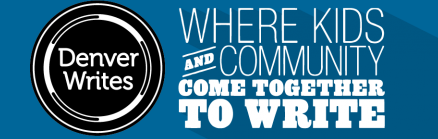 Denver
Writes
WHERE KIDS
AND COMMUNITY
COME TOGETHER
TO WRITE